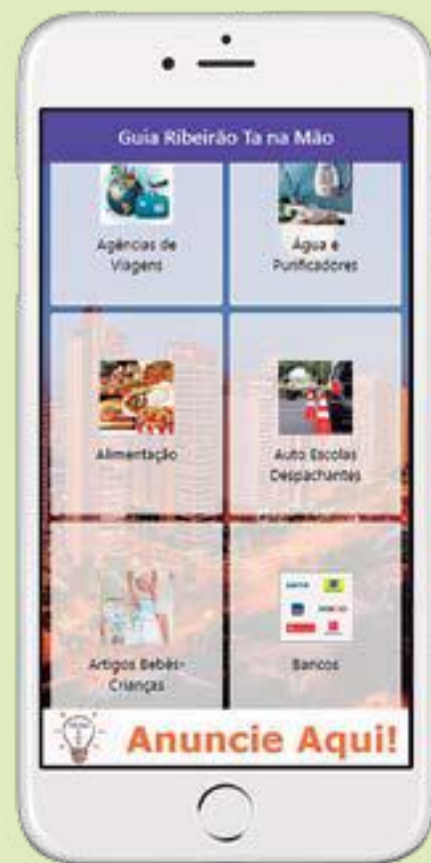 Guia Ribeirão Ta na Mão
Agências de
Viagens
Água e
Purificadores
Alimentação
Auto Escolas
Despachantes
Artigos Bebês-
Crianças
Bancos
Anuncie Aqui!